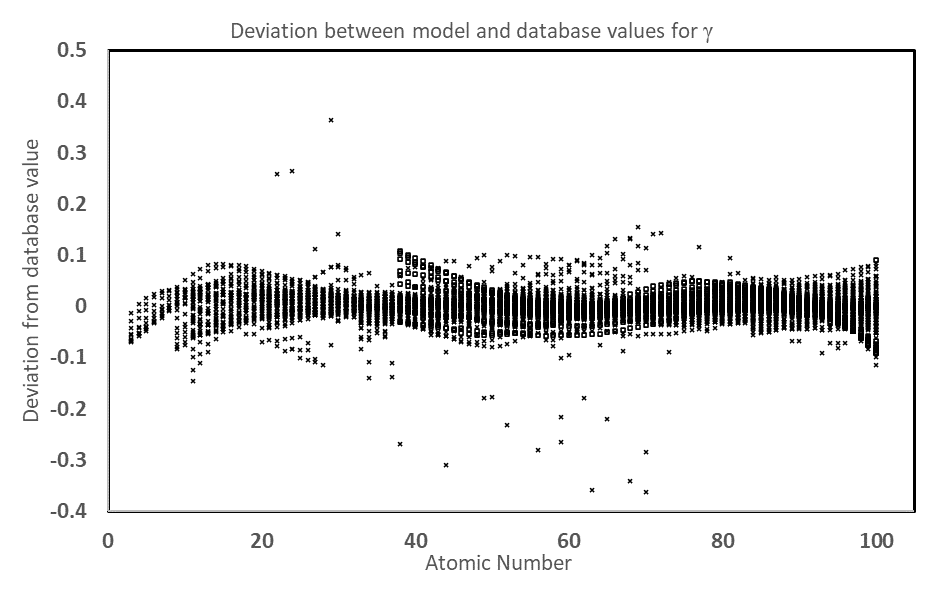 Deviation between model and database values for γ
0.5
0.4
0.3
0.2
0.1
0
-0.1
-0.2
-0.3
-0.4
Deviation from database value
0 20 40 60 80 100
Atomic Number